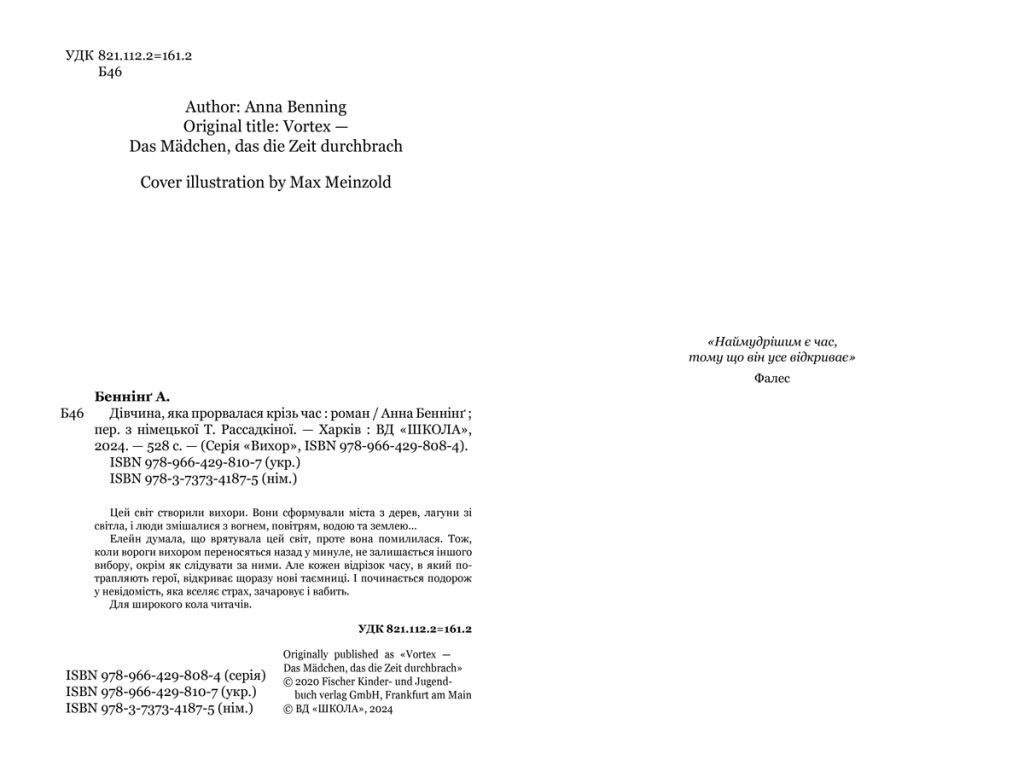 УДК 821.112.2=161.2
Б46
Author: Anna Benning
Original title: Vortex —
Das Mädchen, das die Zeit durchbrach
Cover illustration by Max Meinzold
Беннінґ А.
Б46 Дівчина, яка прорвалася крізь час : роман / Анна Беннінґ ;
пер. з німецької Т. Рассадкіної. — Харків : ВД «ШКОЛА»,
2024. — 528 с. — (Серія «Вихор», ISBN 978-966-429-808-4).
ISBN 978-966-429-810-7 (укр.)
ISBN 978-3-7373-4187-5 (нім.)
Цей світ створили вихори. Вони сформували міста з дерев, лагуни зі
світла, і люди змішалися з вогнем, повітрям, водою та землею...
Елейн думала, що врятувала цей світ, проте вона помилилася. Тож,
коли вороги вихором переносяться назад у минуле, не залишається іншого
вибору, окрім як слідувати за ними. Але кожен відрізок часу, в який по-
трапляють герої, відкриває щоразу нові таємниці. І починається подорож
у невідомість, яка вселяє страх, зачаровує і вабить.
Для широкого кола читачів.
УДК 821.112.2=161.2
ISBN 978-966-429-808-4 (серія)
ISBN 978-966-429-810-7 (укр.)
ISBN 978-3-7373-4187-5 (нім.)
Originally published as «Vortex —
Das Mädchen, das die Zeit durchbrach»
© 2020 Fischer Kinder- und Jugend-
buch verlag GmbH, Frankfurt am Main
© ВД «ШКОЛА», 2024
«Наймудрішим є час,
тому що він усе відкриває»
Фалес